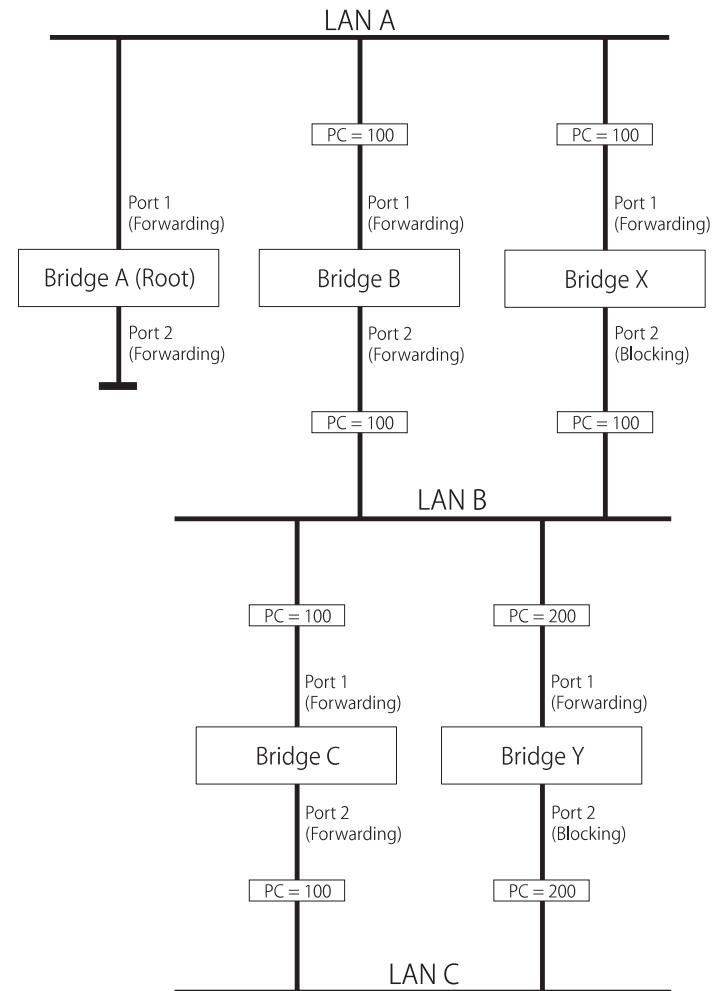 LAN A
PC = 100
PC = 100
Port 1
(Forwarding)
Port 1
(Forwarding)
Port 1
(Forwarding)
Bridge A (Root)
Bridge B
Bridge X
Port 2
(Forwarding)
Port 2
(Forwarding)
Port 2
(Blocking)
PC = 100
PC = 100
LAN B
PC = 100
PC = 200
Port 1
(Forwarding)
Port 1
(Forwarding)
Bridge C
Bridge Y
Port 2
(Forwarding)
Port 2
(Blocking)
PC = 100
PC = 200
LAN C